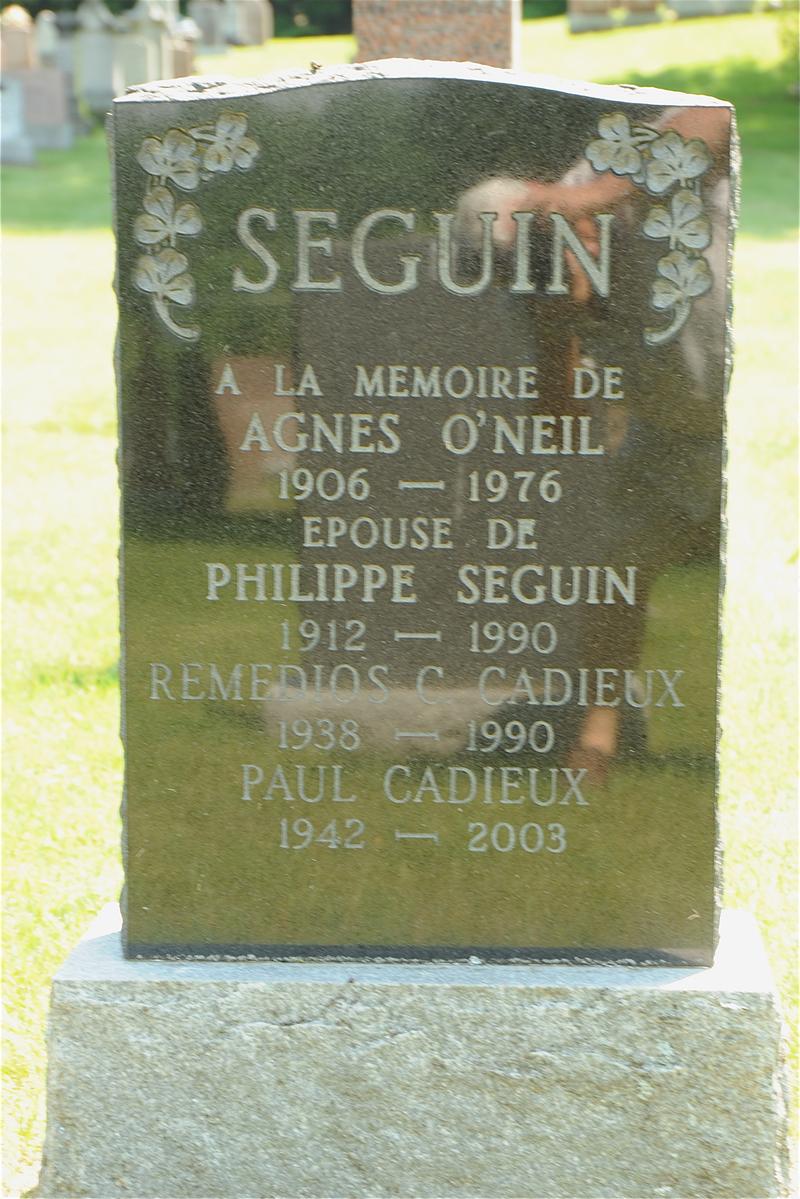 SEGUIN
A LA MEMOIRE DE
AGNES O'NEIL
1906 — 1976
EPOUSE DE
PHILIPPE SEGUIN
1912 — 1990
REMEDIOS C. CADIEUX
1938 — 1990
PAUL CADIEUX
1942 — 2003